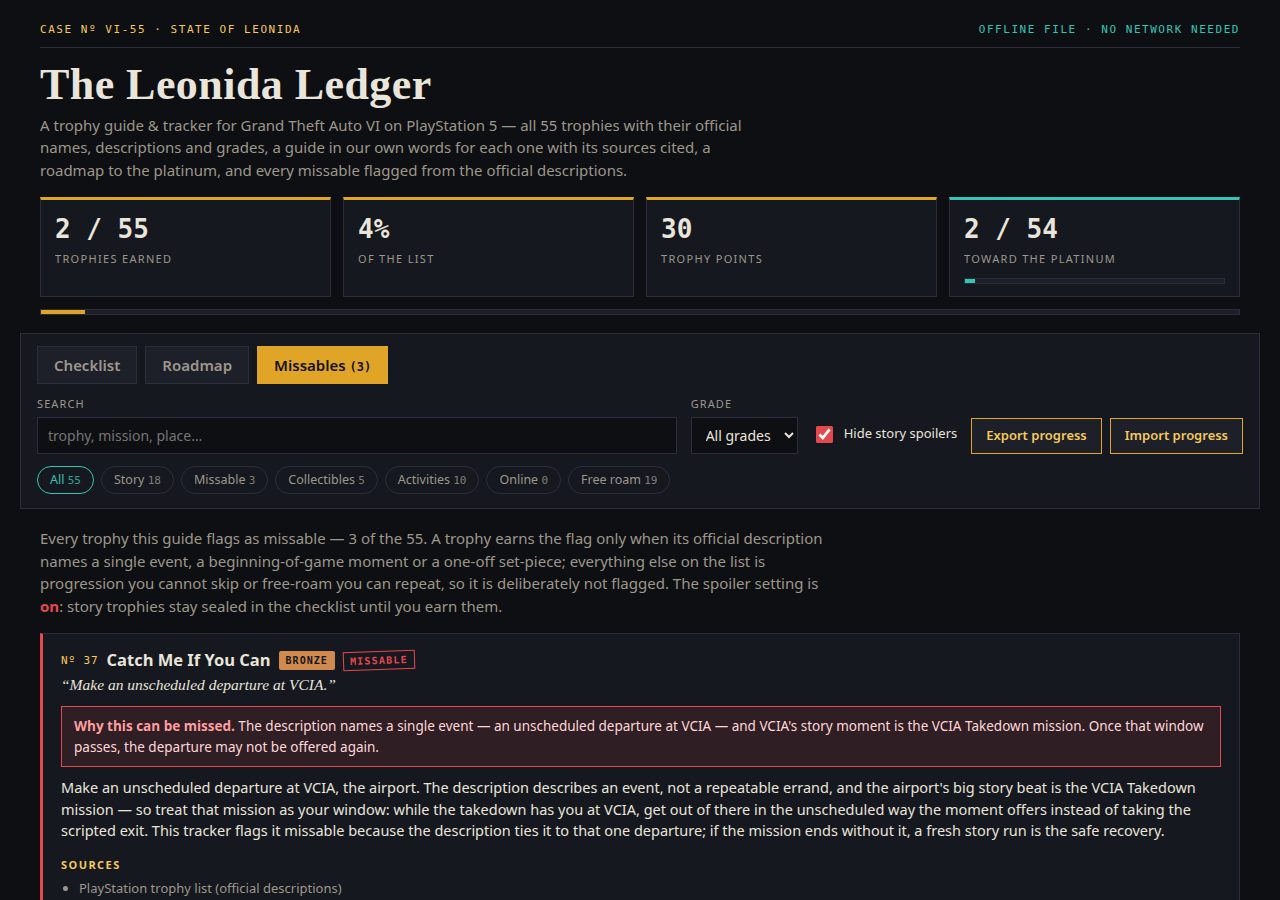 CASE Nº VI-55 · STATE OF LEONIDA
OFFLINE FILE · NO NETWORK NEEDED
The Leonida Ledger
A trophy guide & tracker for Grand Theft Auto VI on PlayStation 5 — all 55 trophies with their official
names, descriptions and grades, a guide in our own words for each one with its sources cited, a
roadmap to the platinum, and every missable flagged from the official descriptions.
2 / 55
TROPHIES EARNED
4%
OF THE LIST
30
TROPHY POINTS
2 / 54
TOWARD THE PLATINUM
Checklist
Roadmap
Missables (3)
SEARCH
trophy, mission, place...
GRADE
All grades
Hide story spoilers
Export progress
Import progress
All 55
Story 18
Missable 3
Collectibles 5
Activities 10
Online 0
Free roam 19
Every trophy this guide flags as missable — 3 of the 55. A trophy earns the flag only when its official description
names a single event, a beginning-of-game moment or a one-off set-piece; everything else on the list is
progression you cannot skip or free-roam you can repeat, so it is deliberately not flagged. The spoiler setting is
on: story trophies stay sealed in the checklist until you earn them.
Nº 37 Catch Me If You Can BRONZE MISSABLE
“Make an unscheduled departure at VCIA.”
Why this can be missed. The description names a single event — an unscheduled departure at VCIA — and VCIA's story moment is the VCIA Takedown mission. Once that window
passes, the departure may not be offered again.
Make an unscheduled departure at VCIA, the airport. The description describes an event, not a repeatable errand, and the airport's big story beat is the VCIA Takedown
mission — so treat that mission as your window: while the takedown has you at VCIA, get out of there in the unscheduled way the moment offers instead of taking the
scripted exit. This tracker flags it missable because the description ties it to that one departure; if the mission ends without it, a fresh story run is the safe recovery.
SOURCES
PlayStation trophy list (official descriptions)